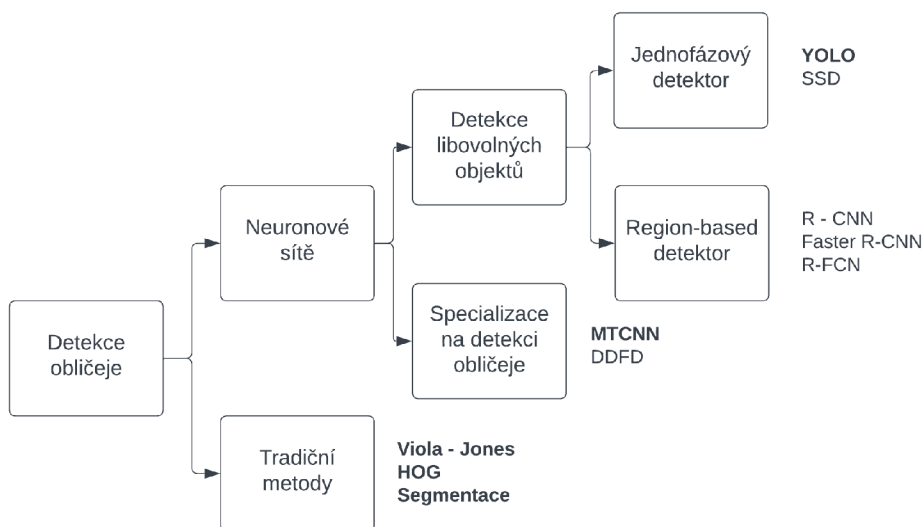 Jednofázový
detektor
YOLO
SSD
Detekce
libovolných
objektů
Neuronové
sítě
Region-based
detektor
R - CNN
Faster R-CNN
R-FCN
Detekce
obličeje
Specializace
na detekci
obličeje
MTCNN
DDFD
Tradiční
metody
Viola - Jones
HOG
Segmentace